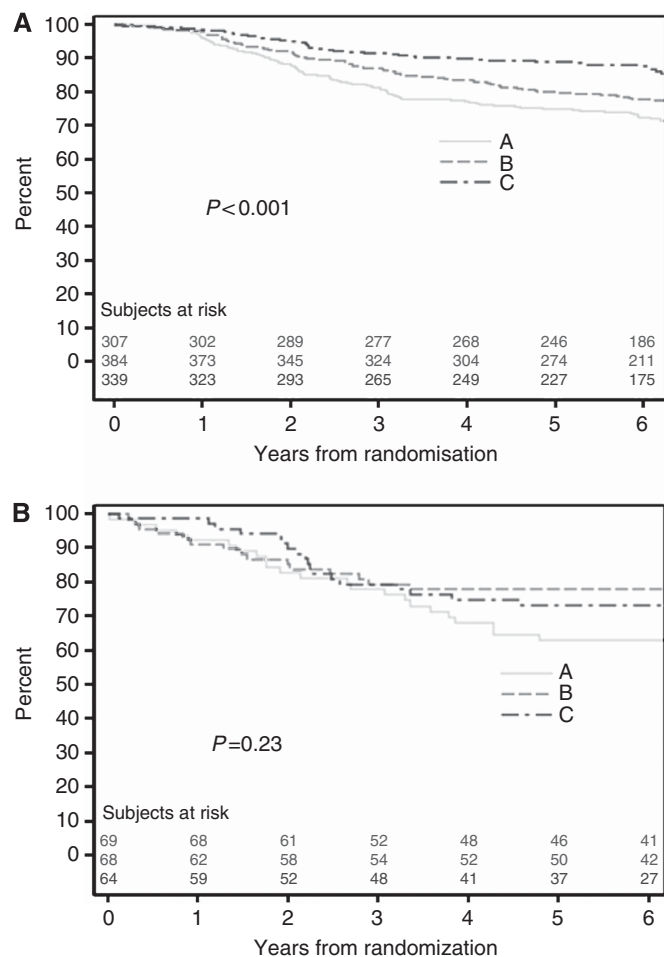 A
100
90
80
70
60
50
40
30
20
10
0
Percent
A
B
C
P<0.001
Subjects at risk
307 302 289 277 268 246 186
384 373 345 324 304 274 211
339 323 293 265 249 227 175
0 1 2 3 4 5 6
Years from randomisation
B
100
90
80
70
60
50
40
30
20
10
0
Percent
A
B
C
P=0.23
Subjects at risk
69 68 61 52 48 46 41
68 62 58 54 52 50 42
64 59 52 48 41 37 27
0 1 2 3 4 5 6
Years from randomization